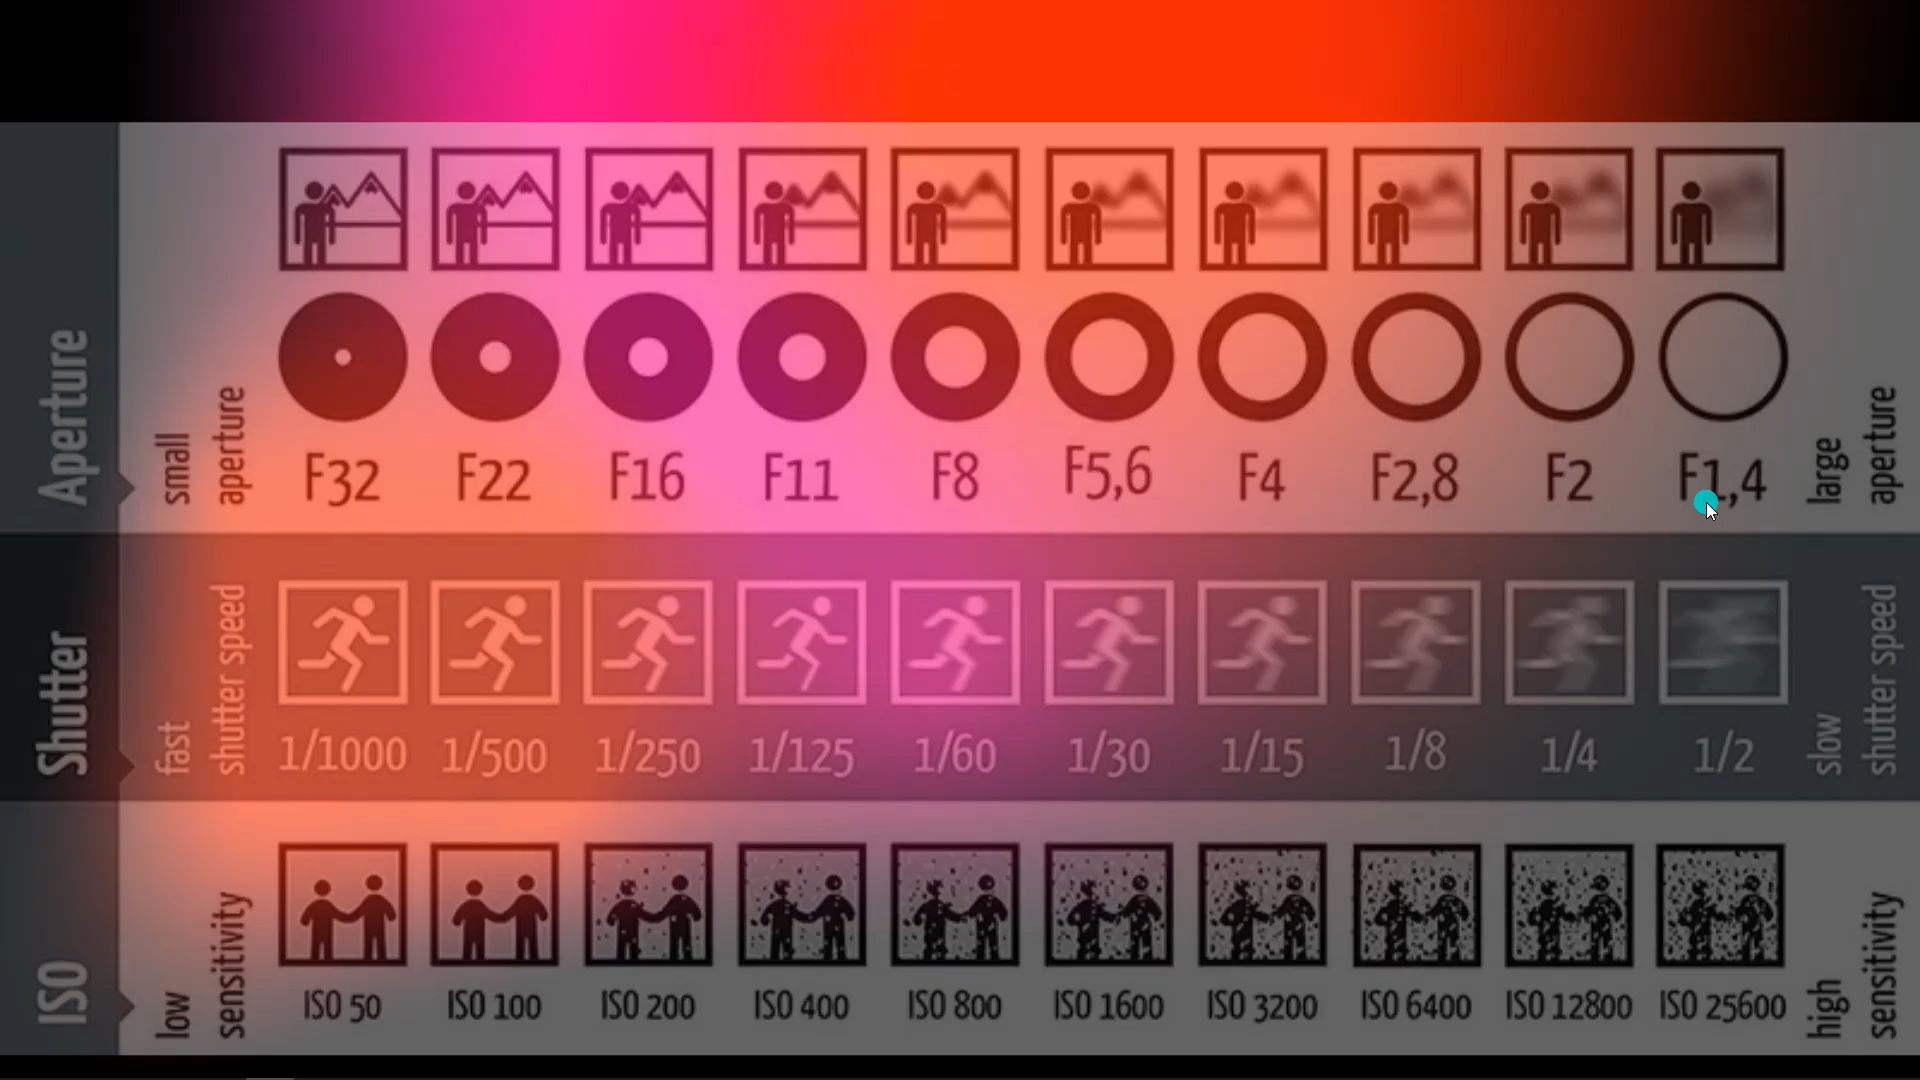 Aperture
small
aperture
F32 F22 F16 F11 F8 F5,6 F4 F2,8 F2 F1,4
large
aperture
Shutter
fast
shutter speed
1/1000 1/500 1/250 1/125 1/60 1/30 1/15 1/8 1/4 1/2
slow
shutter speed
ISO
low
sensitivity
ISO 50 ISO 100 ISO 200 ISO 400 ISO 800 ISO 1600 ISO 3200 ISO 6400 ISO 12800 ISO 25600
high
sensitivity